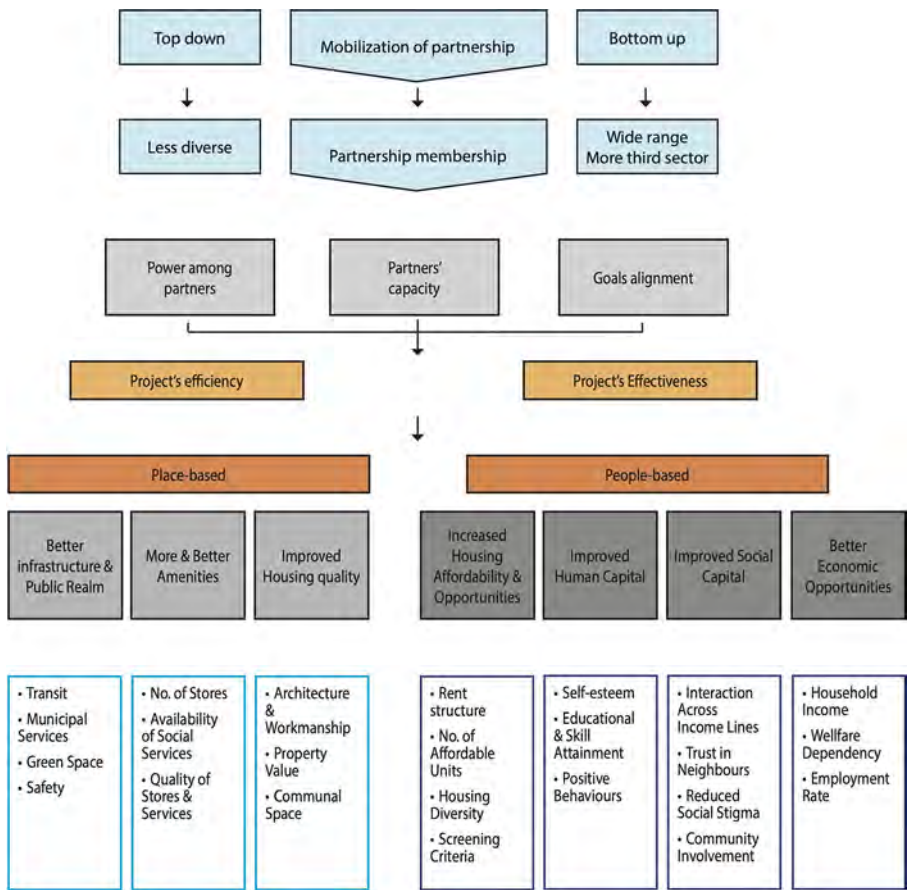 Top down
Mobilization of partnership
Bottom up
Less diverse
Partnership membership
Wide range
More third sector
Power among
partners
Partners'
capacity
Goals alignment
Project's efficiency
Project's Effectiveness
Place-based
People-based
Better
infrastructure &
Public Realm
More & Better
Amenities
Improved
Housing quality
Increased
Housing
Affordability &
Opportunities
Improved
Human Capital
Improved Social
Capital
Better
Economic
Opportunities
• Transit
• Municipal
Services
• Green Space
• Safety
• No. of Stores
• Availability
of Social
Services
• Quality of
Stores &
Services
• Architecture
&
Workmanship
• Property
Value
• Communal
Space
• Rent
structure
• No. of
Affordable
Units
• Housing
Diversity
• Screening
Criteria
• Self-esteem
• Educational
& Skill
Attainment
• Positive
Behaviours
• Interaction
Across
Income Lines
• Trust in
Neighbours
• Reduced
Social Stigma
• Community
Involvement
• Household
Income
• Wellfare
Dependency
• Employment
Rate